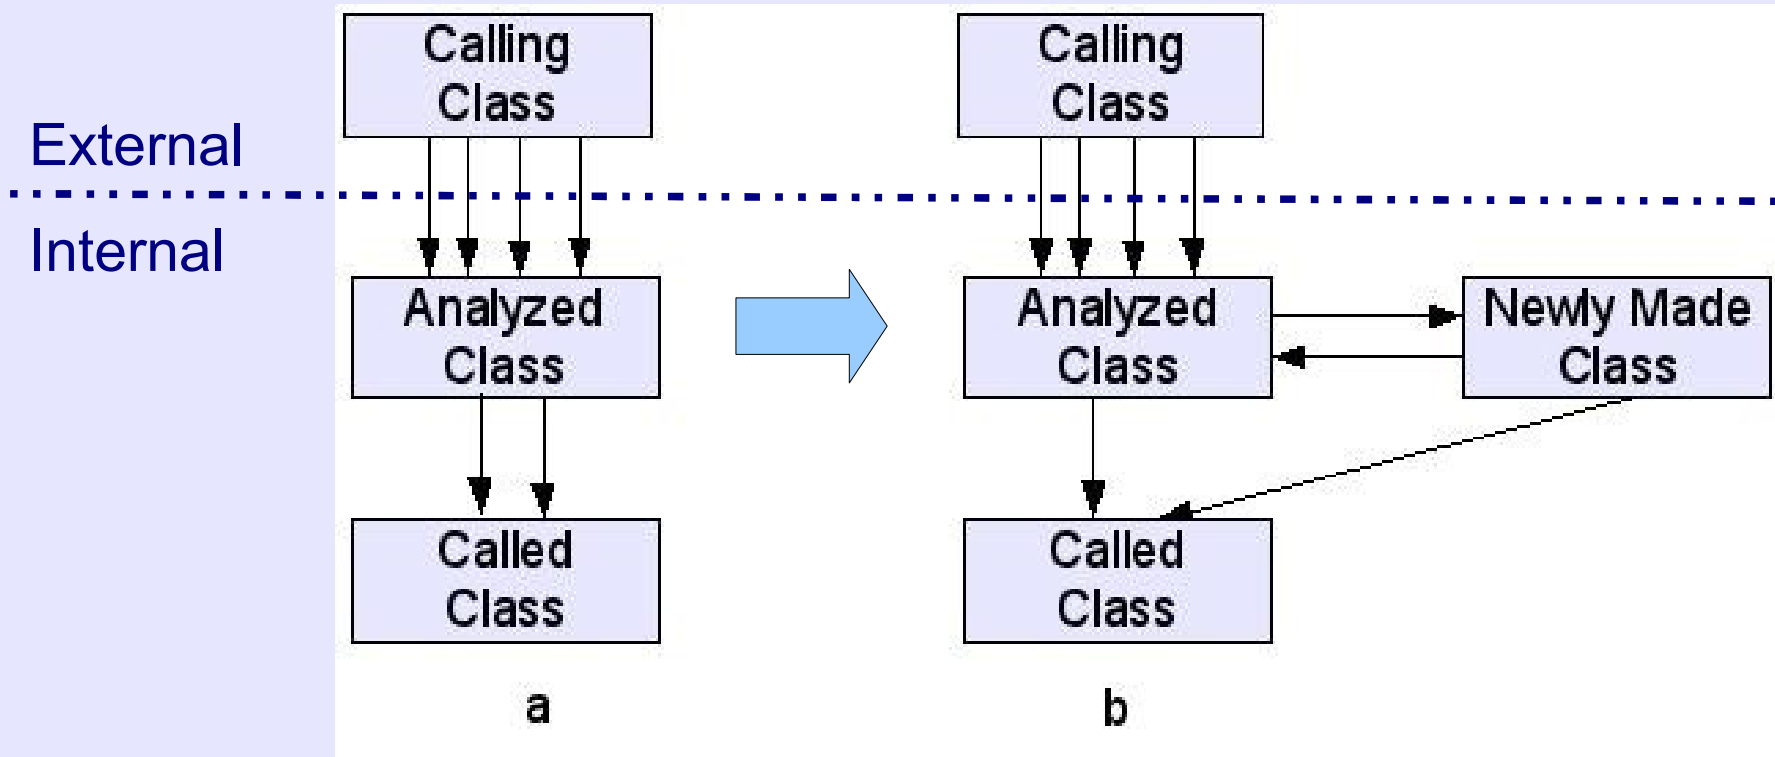 External
Internal
Calling
Class
Analyzed
Class
Called
Class
a
Calling
Class
Analyzed
Class
Newly Made
Class
Called
Class
b